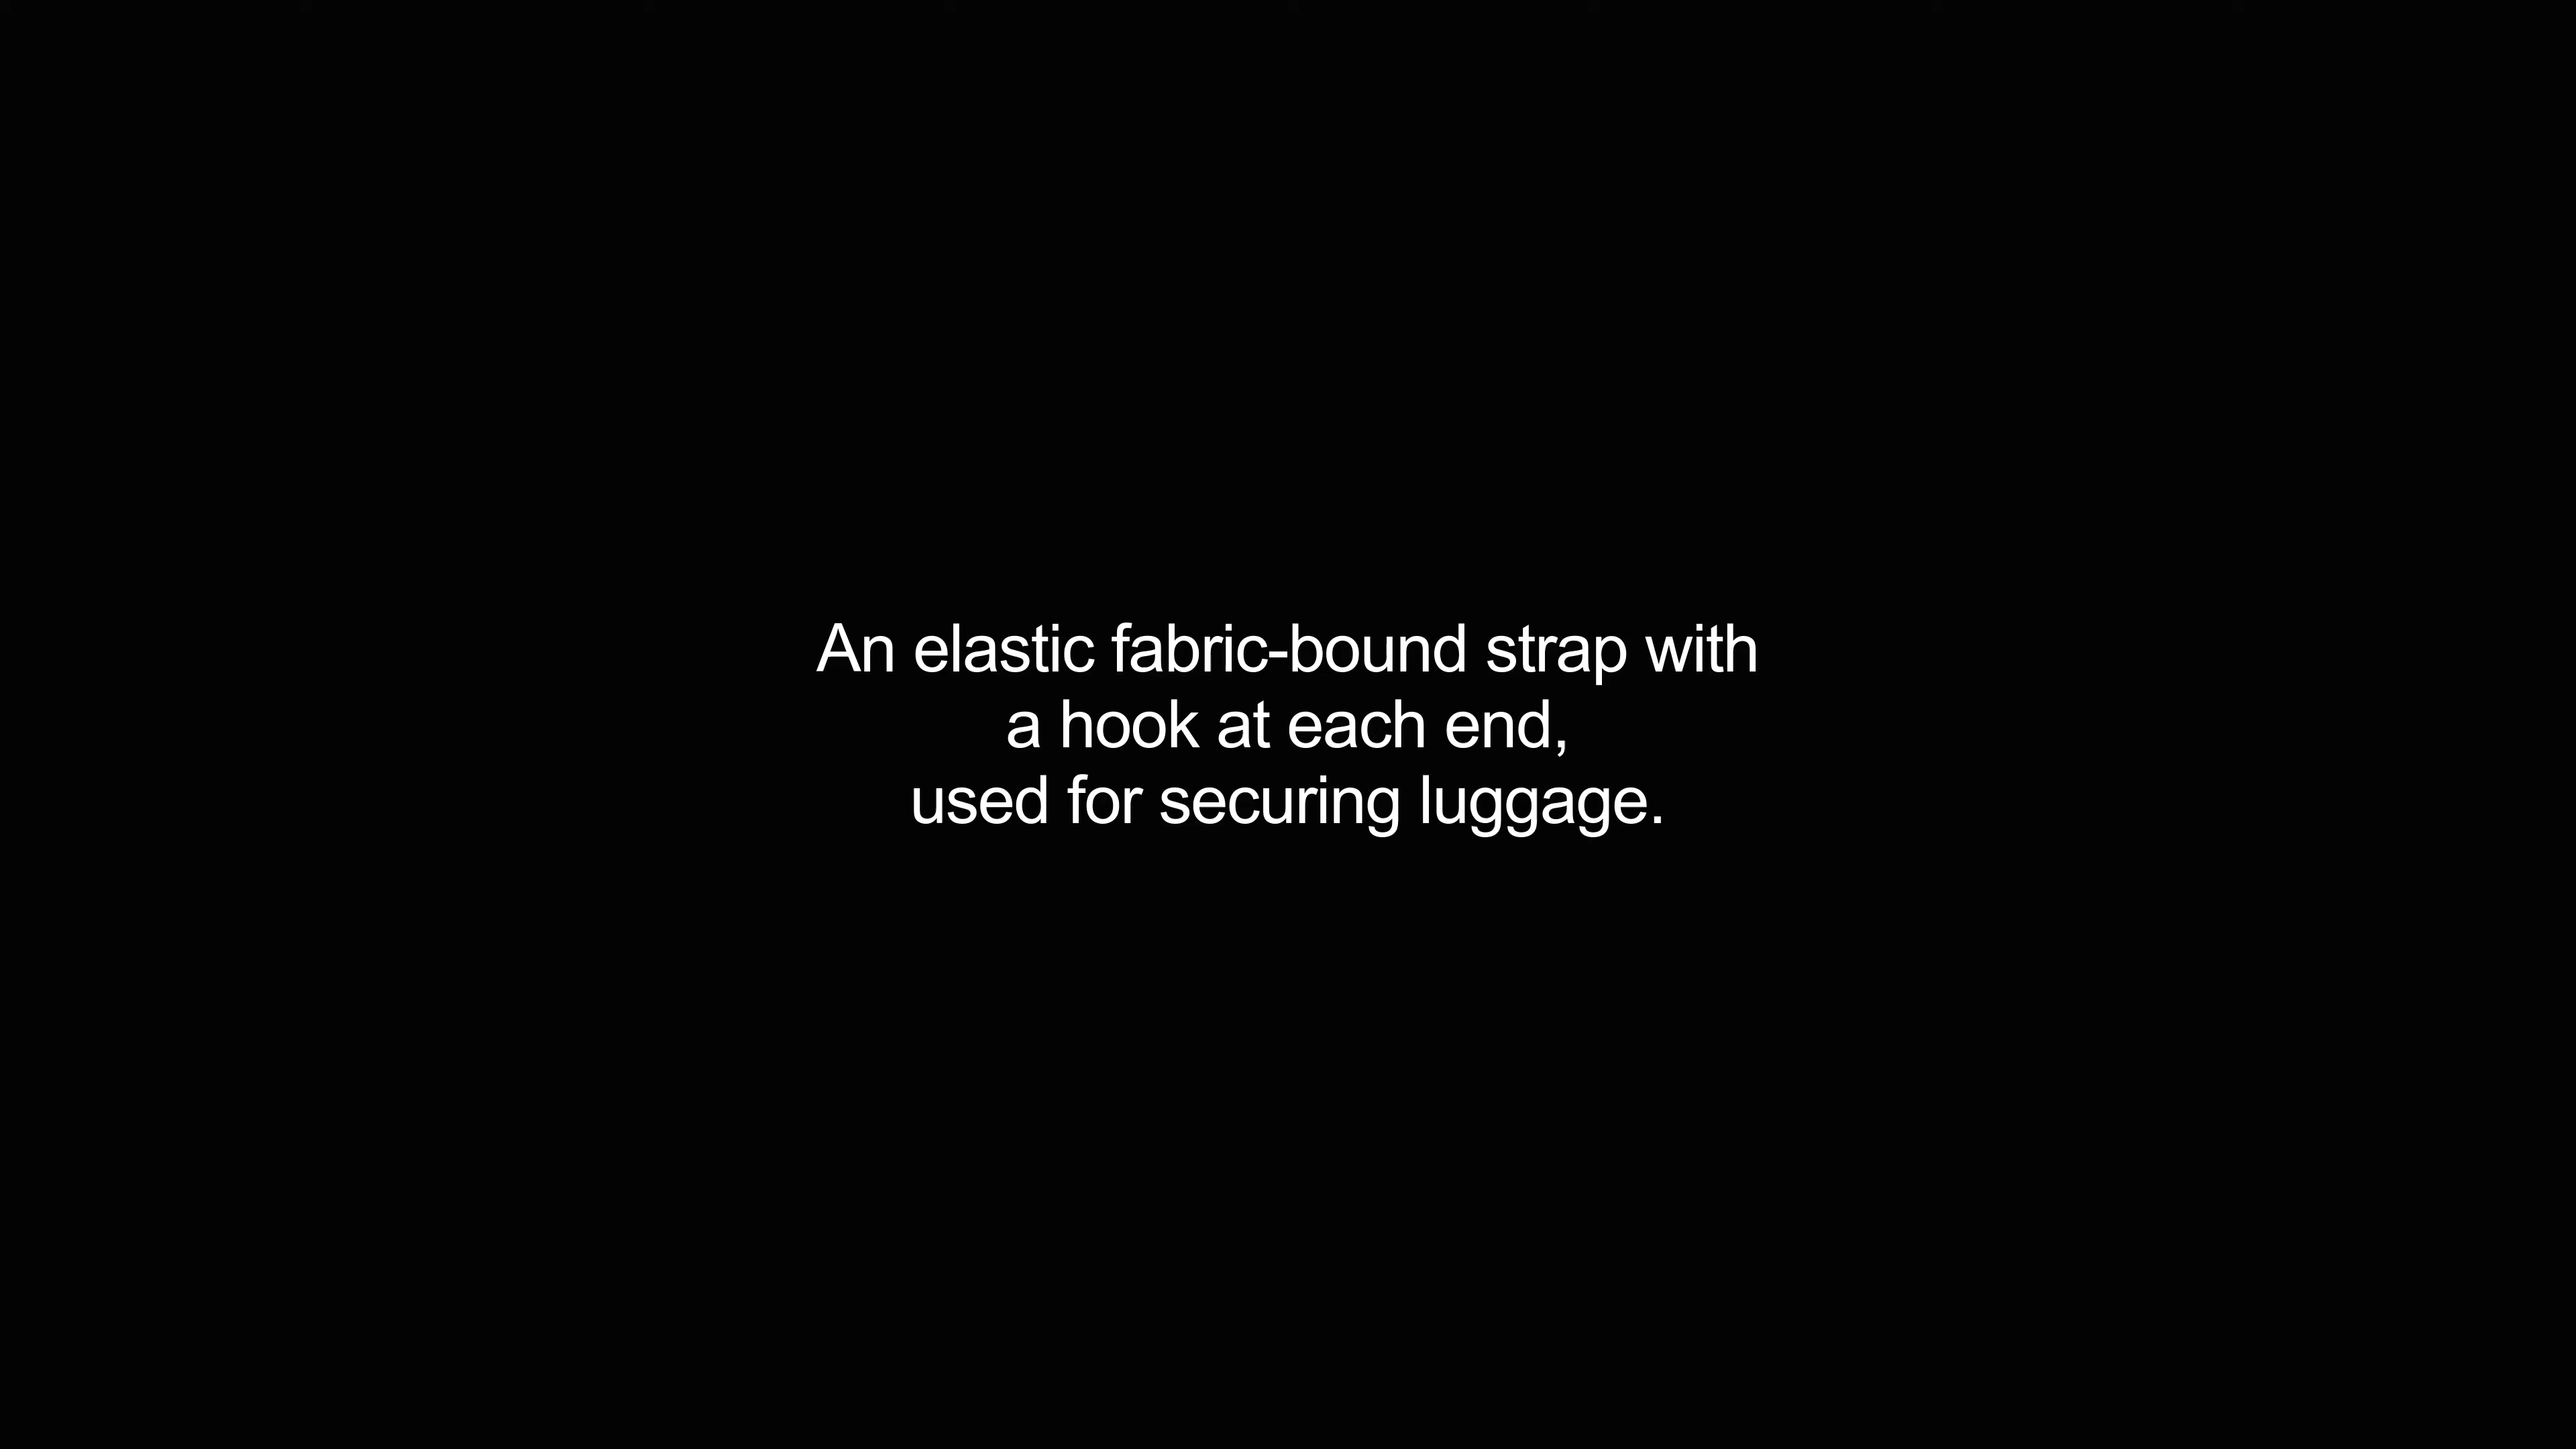 An elastic fabric-bound strap with
a hook at each end,
used for securing luggage.